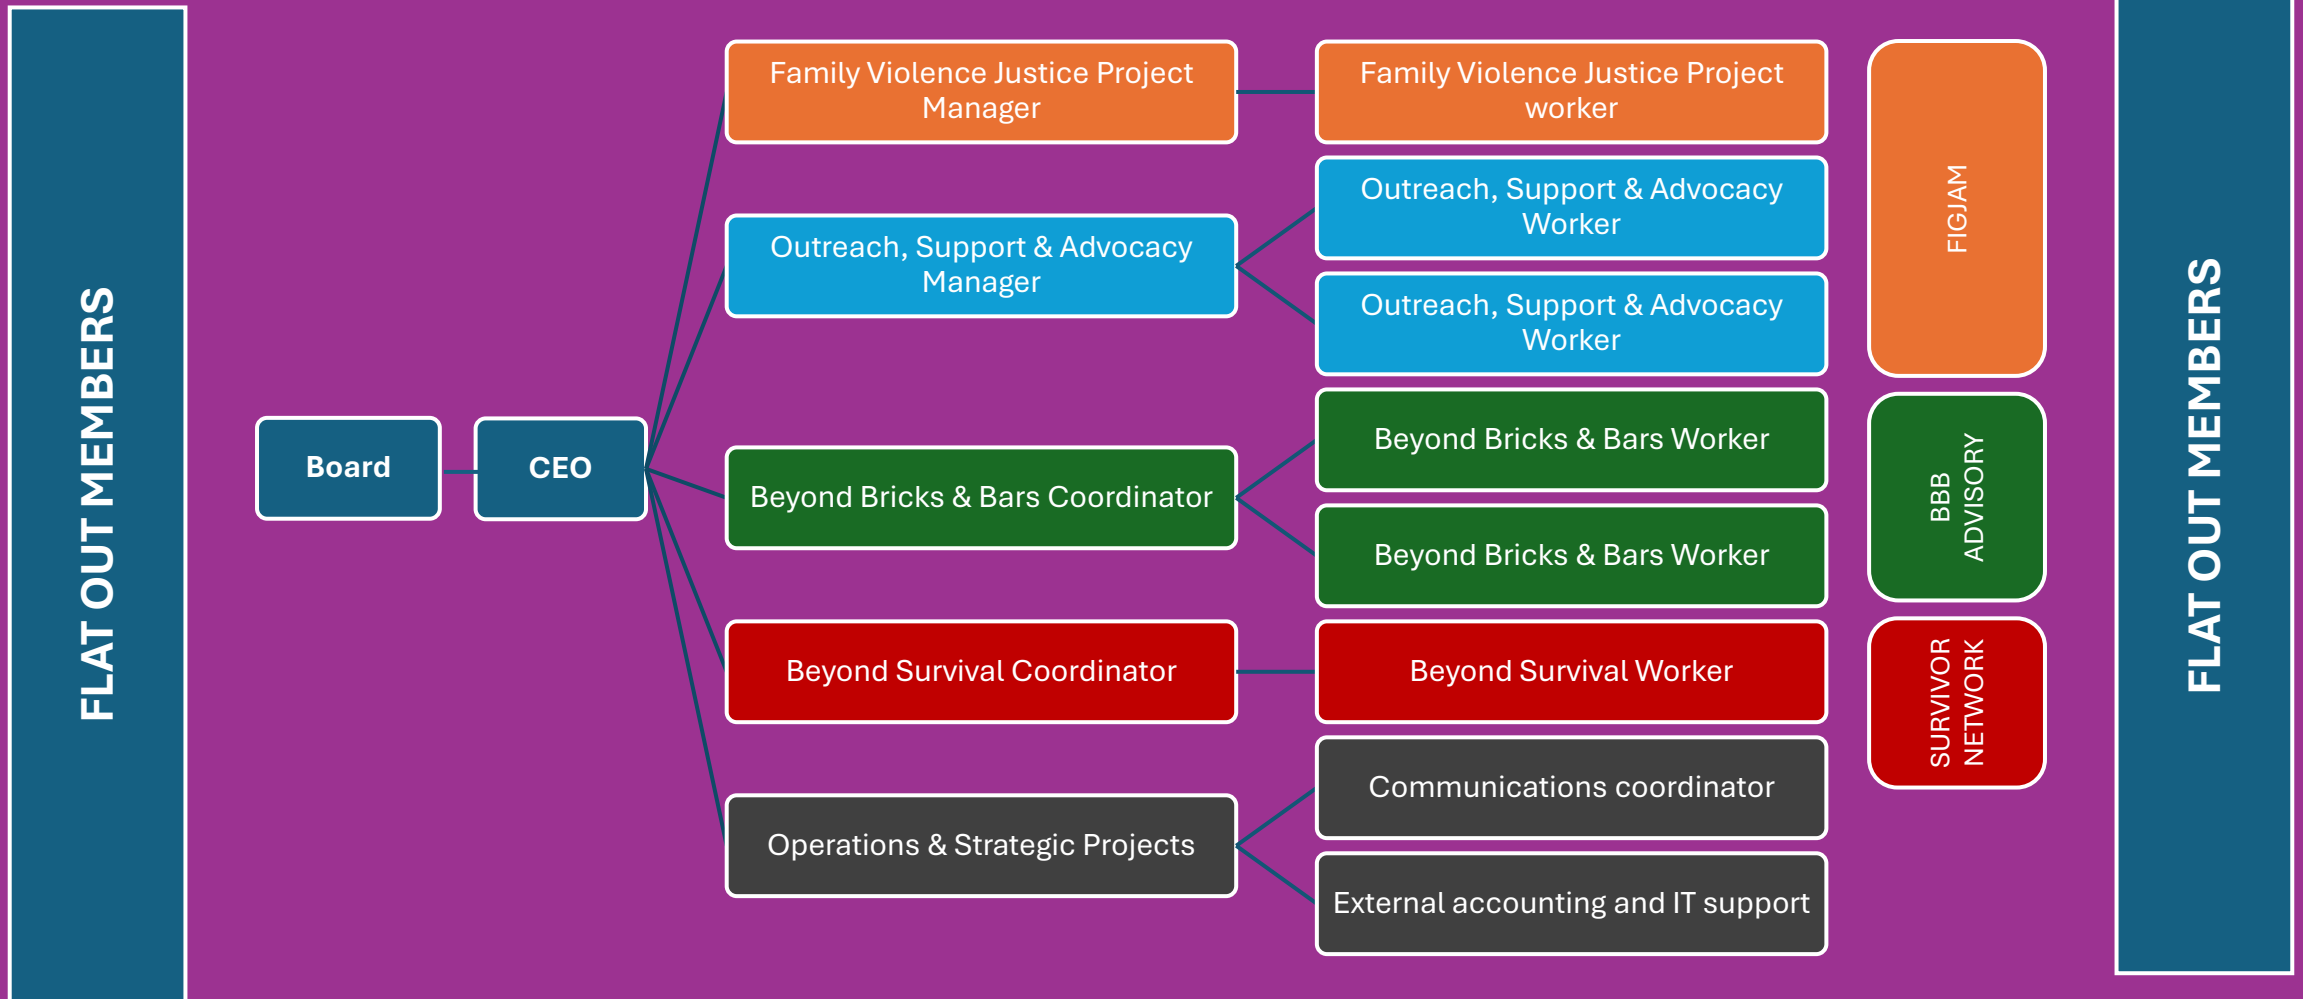 FLAT OUT MEMBERS
Board
CEO
Family Violence Justice Project
Manager
Outreach, Support & Advocacy
Manager
Beyond Bricks & Bars Coordinator
Beyond Survival Coordinator
Operations & Strategic Projects
Family Violence Justice Project
worker
Outreach, Support & Advocacy
Worker
Outreach, Support & Advocacy
Worker
Beyond Bricks & Bars Worker
Beyond Bricks & Bars Worker
Beyond Survival Worker
Communications coordinator
External accounting and IT support
FIGJAM
BBB
ADVISORY
SURVIVOR
NETWORK
FLAT OUT MEMBERS